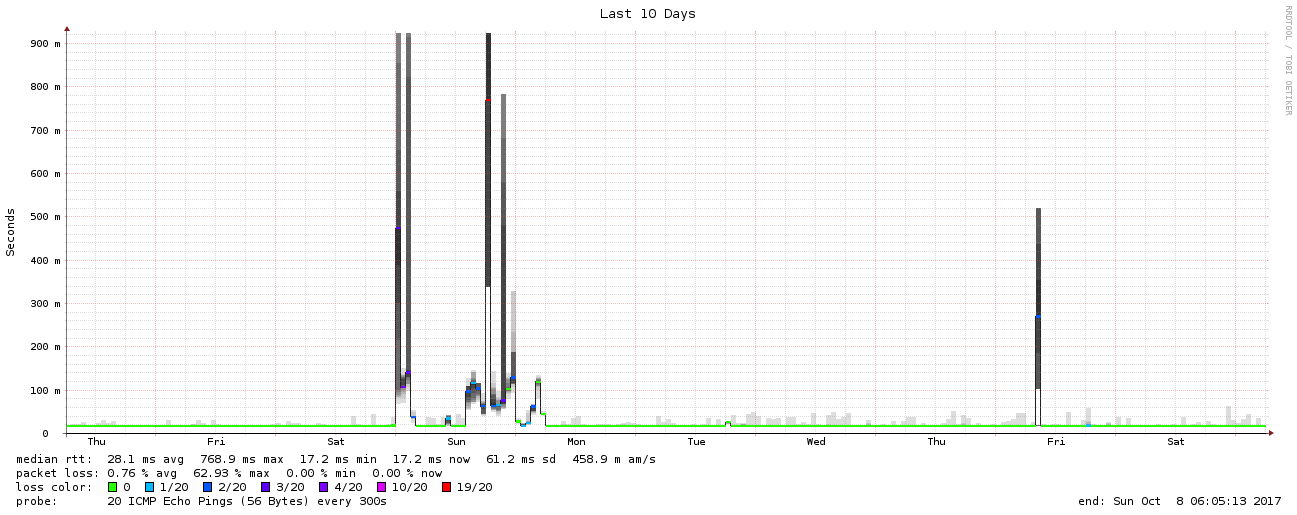 Last 10 Days
RRDTOOL / TOBI OETIKER
Seconds
900 m
800 m
700 m
600 m
500 m
400 m
300 m
200 m
100 m
0
Thu Fri Sat Sun Mon Tue Wed Thu Fri Sat
median rtt: 28.1 ms avg 768.9 ms max 17.2 ms min 17.2 ms now 61.2 ms sd 458.9 m am/s
packet loss: 0.76 % avg 62.93 % max 0.00 % min 0.00 % now
loss color: 0 1/20 2/20 3/20 4/20 10/20 19/20
probe: 20 ICMP Echo Pings (56 Bytes) every 300s end: Sun Oct 8 06:05:13 2017